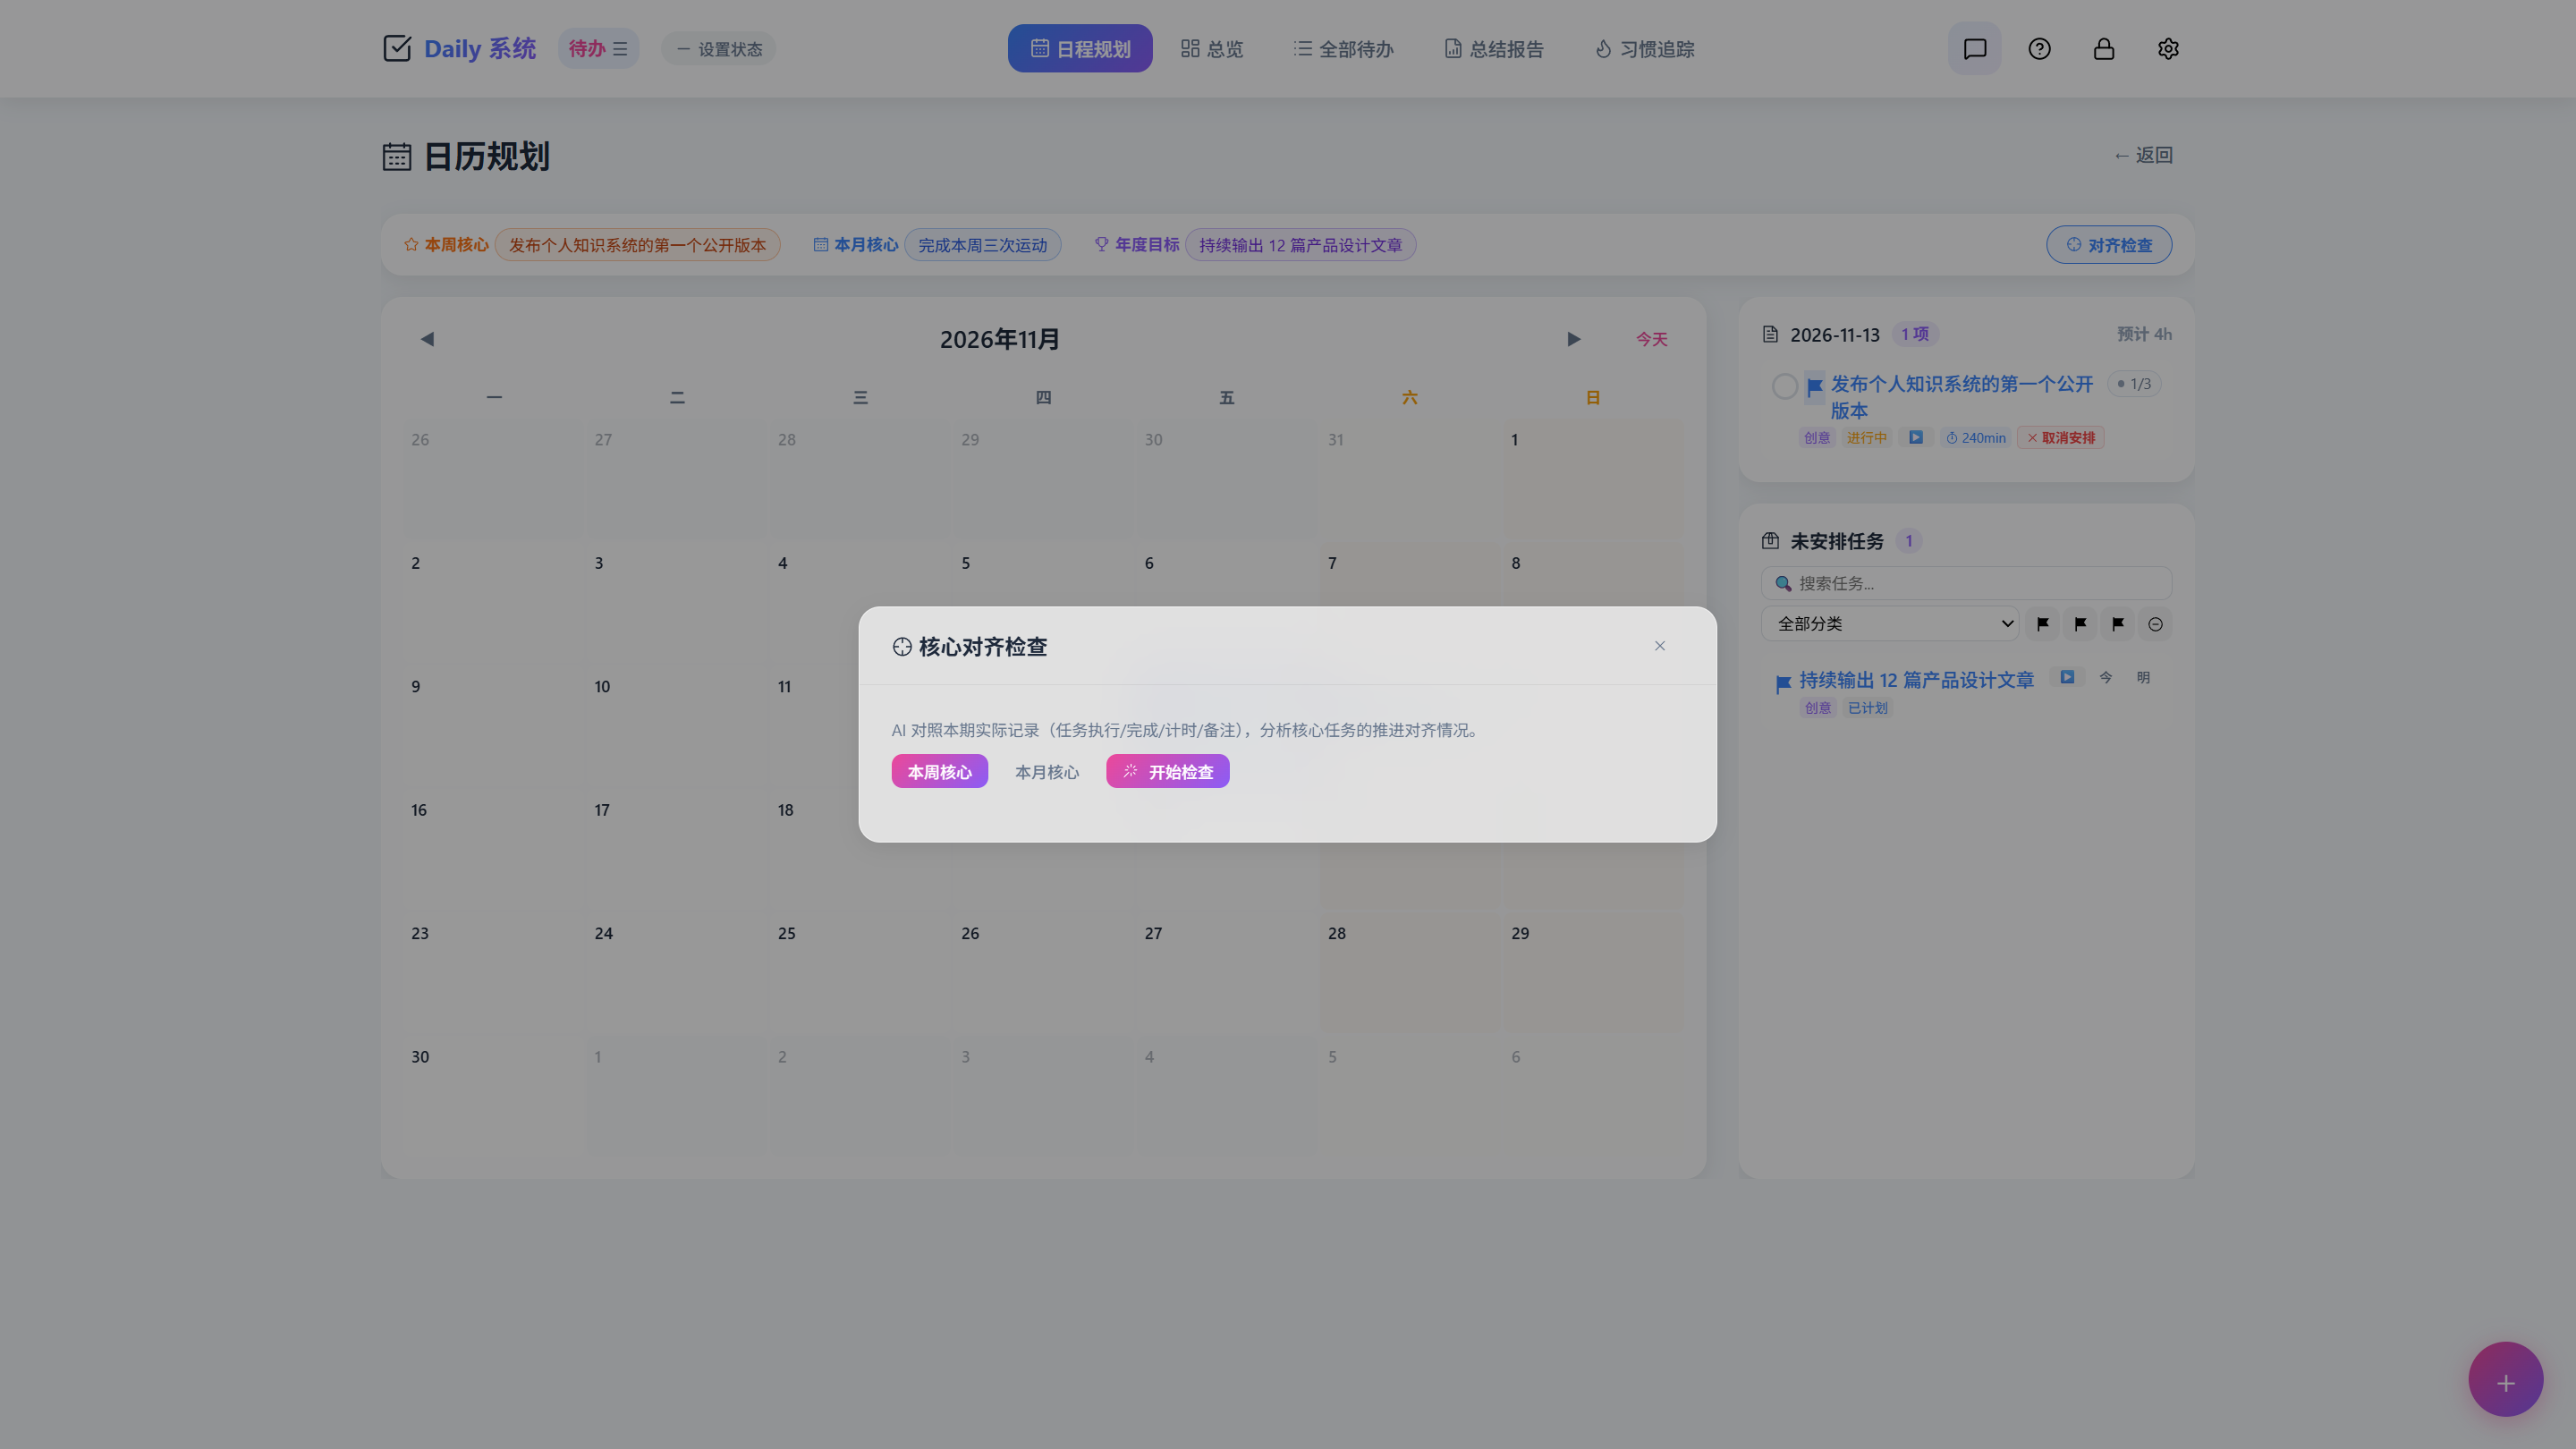 Daily 系统
待办
设置状态
日程规划
总览
全部待办
总结报告
习惯追踪
日历规划
← 返回
本周核心 发布个人知识系统的第一个公开版本
本月核心 完成本周三次运动
年度目标 持续输出 12 篇产品设计文章
对齐检查
2026年11月
今天
一 二 三 四 五 六 日
26 27 28 29 30 31 1
2 3 4 5 6 7 8
9 10 11
16 17 18
23 24 25 26 27 28 29
30 1 2 3 4 5 6
核心对齐检查
×
AI 对照本期实际记录（任务执行/完成/计时/备注），分析核心任务的推进对齐情况。
本周核心
本月核心
开始检查
2026-11-13 1 项 预计 4h
发布个人知识系统的第一个公开
版本
1/3
创意 进行中 240min × 取消安排
未安排任务 1
搜索任务...
全部分类
持续输出 12 篇产品设计文章 今 明
创意 已计划
+